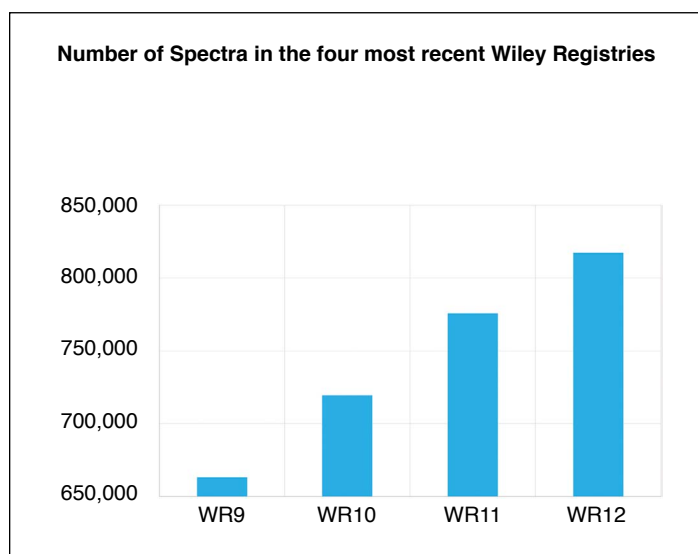 Number of Spectra in the four most recent Wiley Registries
850,000
800,000
750,000
700,000
650,000
WR9 WR10 WR11 WR12